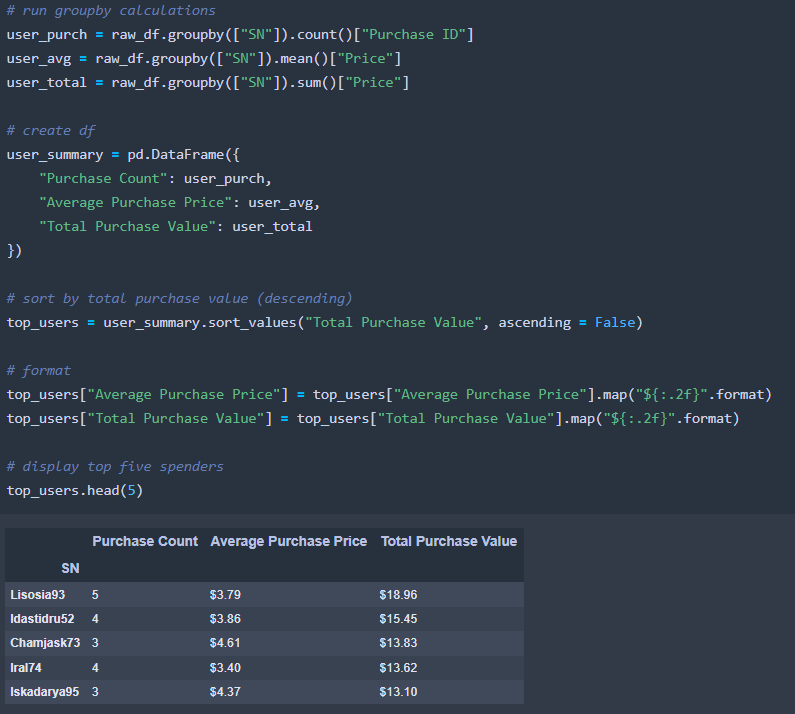 # run groupby calculations
user_purch = raw_df.groupby(["SN"]).count()["Purchase ID"]
user_avg = raw_df.groupby(["SN"]).mean()["Price"]
user_total = raw_df.groupby(["SN"]).sum()["Price"]

# create df
user_summary = pd.DataFrame({
    "Purchase Count": user_purch,
    "Average Purchase Price": user_avg,
    "Total Purchase Value": user_total
})

# sort by total purchase value (descending)
top_users = user_summary.sort_values("Total Purchase Value", ascending = False)

# format
top_users["Average Purchase Price"] = top_users["Average Purchase Price"].map("${:.2f}".format)
top_users["Total Purchase Value"] = top_users["Total Purchase Value"].map("${:.2f}".format)

# display top five spenders
top_users.head(5)

Purchase Count Average Purchase Price Total Purchase Value
SN
Lisosia93 5 $3.79 $18.96
Idastidru52 4 $3.86 $15.45
Chamjask73 3 $4.61 $13.83
Iral74 4 $3.40 $13.62
Iskadarya95 3 $4.37 $13.10